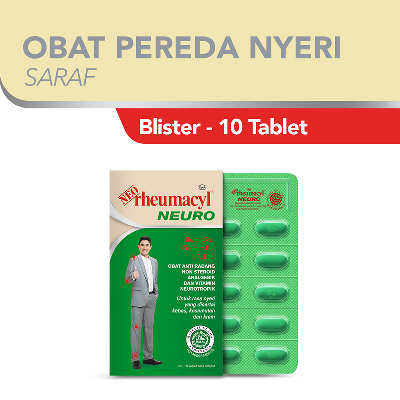 OBAT PEREDA NYERI
SARAF
Blister - 10 Tablet
NEO rheumacyl
NEURO
OBAT ANTI RADANG
NON STEROID
ANALGESIK
DAN VITAMIN
NEUROTROPIK
Untuk rasa nyeri
yang disertai
kebas, kesemutan
dan kram
rheumacyl
NEURO